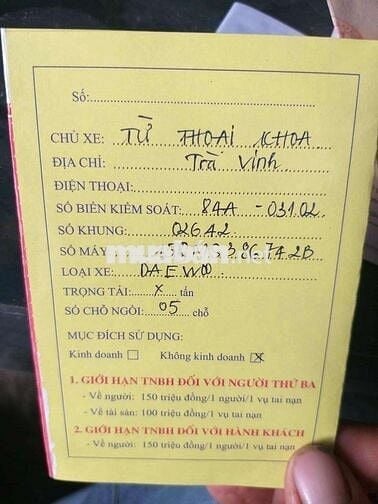 Số:
CHỦ XE: TỪ THOẠI KHOA
ĐỊA CHỈ: Trà Vinh
ĐIỆN THOẠI:
SỐ BIỂN KIỂM SOÁT: 84A - 031.02
SỐ KHUNG: 02642
SỐ MÁY
LOẠI XE: DAEWOO
TRỌNG TẢI: x tấn
SỐ CHỖ NGỒI: 05 chỗ
MỤC ĐÍCH SỬ DỤNG:
Kinh doanh Không kinh doanh X
1. GIỚI HẠN TNBH ĐỐI VỚI NGƯỜI THỨ BA
- Về người: 150 triệu đồng/1 người/1 vụ tai nạn
- Về tài sản: 100 triệu đồng/1 vụ tai nạn
2. GIỚI HẠN TNBH ĐỐI VỚI HÀNH KHÁCH
- Về người: 150 triệu đồng/1 người/1 vụ tai nạn